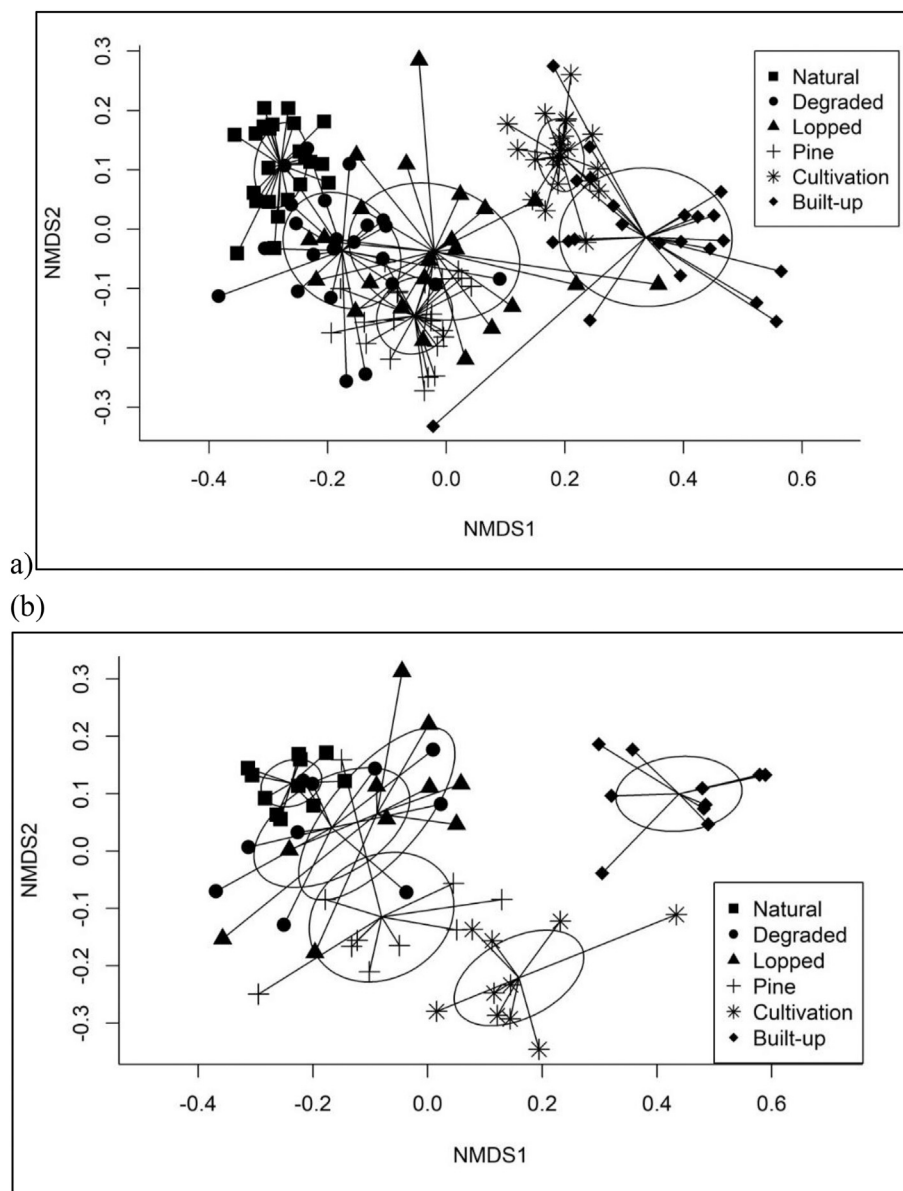 0.3
0.2
0.1
0.0
-0.1
-0.2
-0.3
NMDS2
Natural
Degraded
Lopped
Pine
Cultivation
Built-up
-0.4 -0.2 0.0 0.2 0.4 0.6
NMDS1
a)
(b)
0.3
0.2
0.1
0.0
-0.1
-0.2
-0.3
NMDS2
Natural
Degraded
Lopped
Pine
Cultivation
Built-up
-0.4 -0.2 0.0 0.2 0.4 0.6
NMDS1